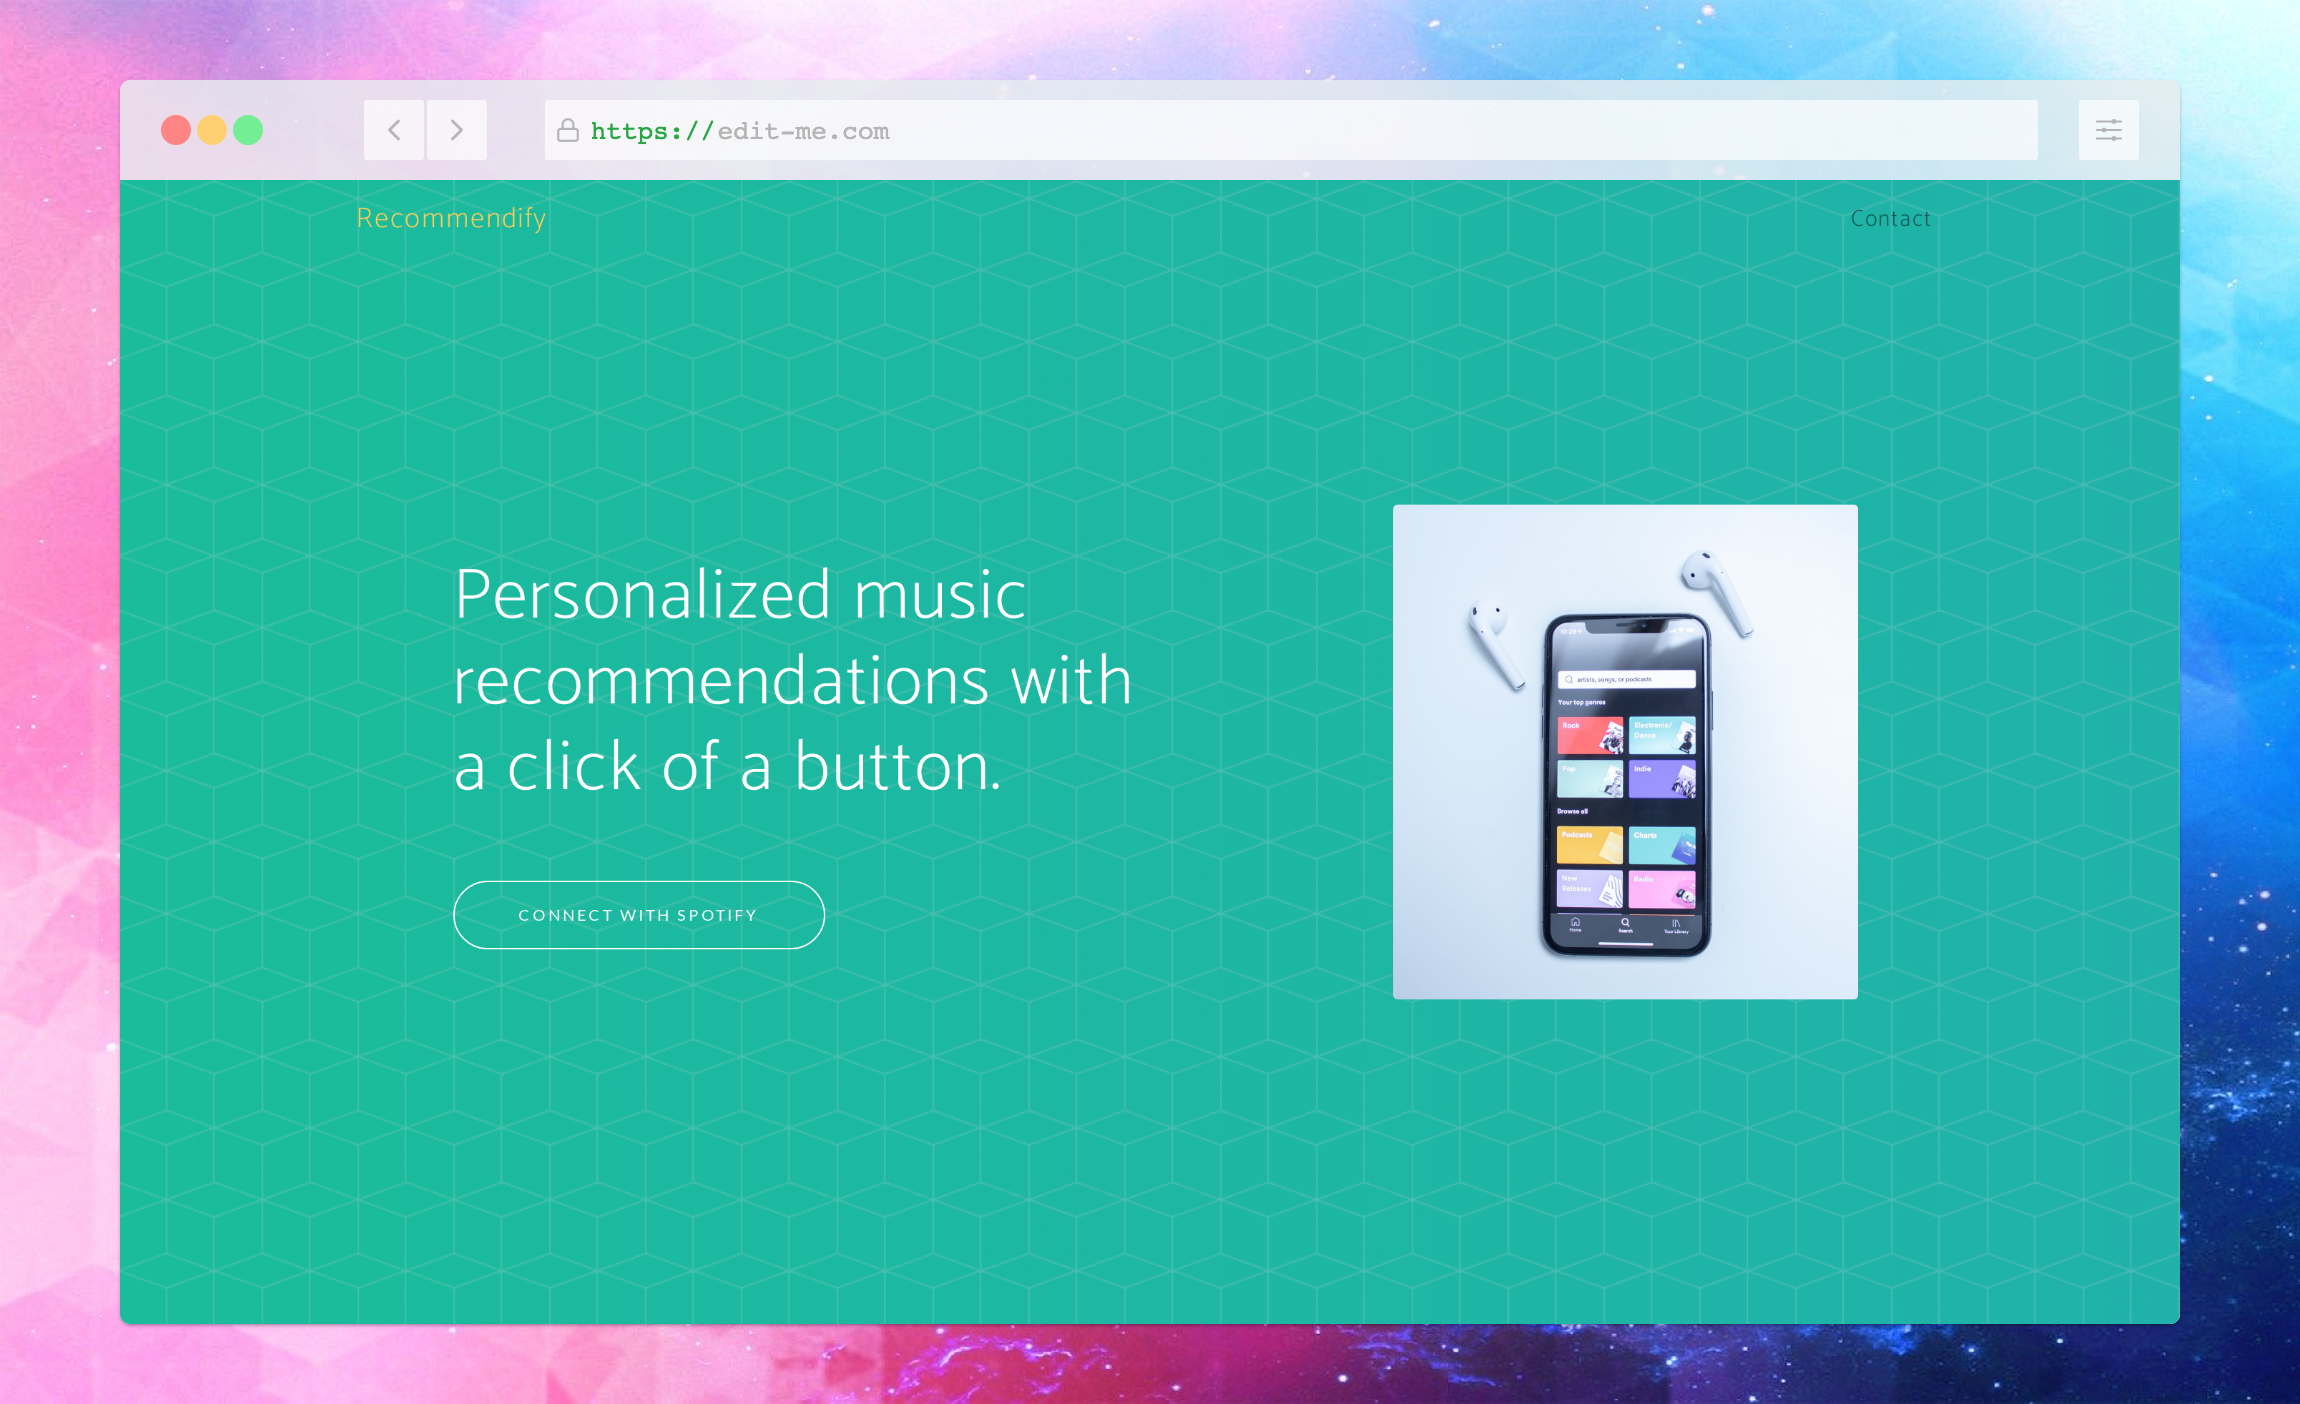 https://edit-me.com
Recommendify
Contact
Personalized music
recommendations with
a click of a button.
CONNECT WITH SPOTIFY
10:29
artists, songs, or podcasts
Your top genres
Rock
Electronic/
Dance
Pop
Indie
Browse all
Podcasts
Charts
New
Releases
Radio
Home
Search
Your Library